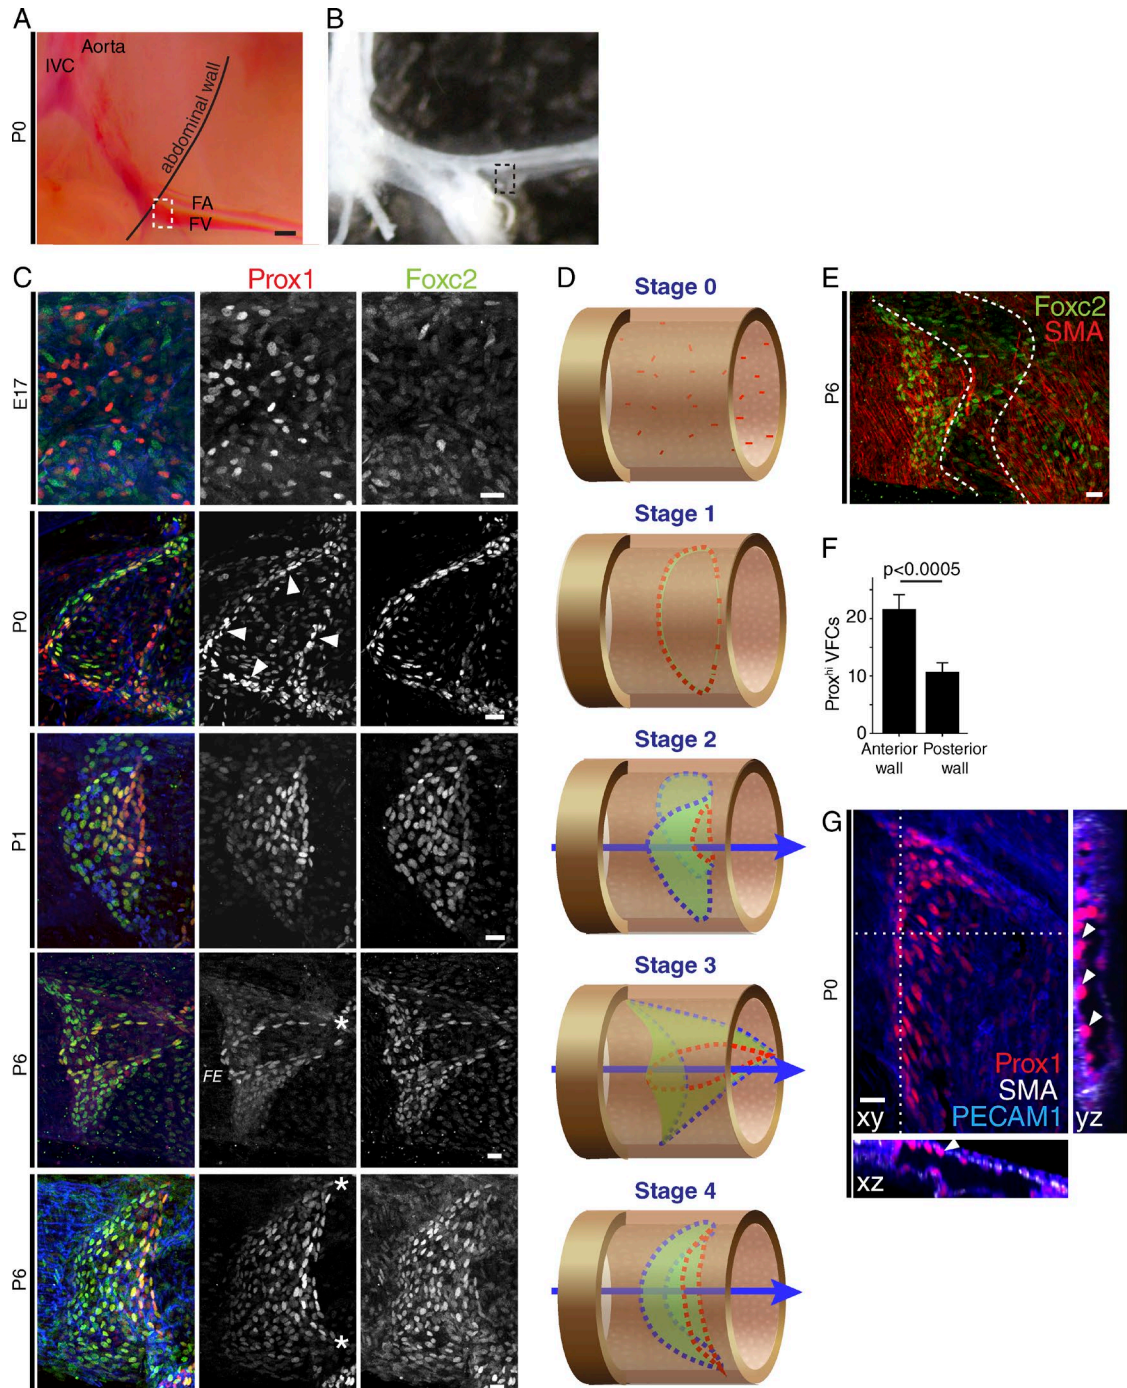 A
Aorta
IVC
abdominal wall
FA
FV
P0
B
C
Prox1
Foxc2
E17
P0
P1
P6
FE
*
P6
*
*
D
Stage 0
Stage 1
Stage 2
Stage 3
Stage 4
E
Foxc2
SMA
P6
F
p<0.0005
20
10
0
Proxhi VFCs
Anterior
wall
Posterior
wall
G
P0
Prox1
SMA
PECAM1
xy
yz
xz